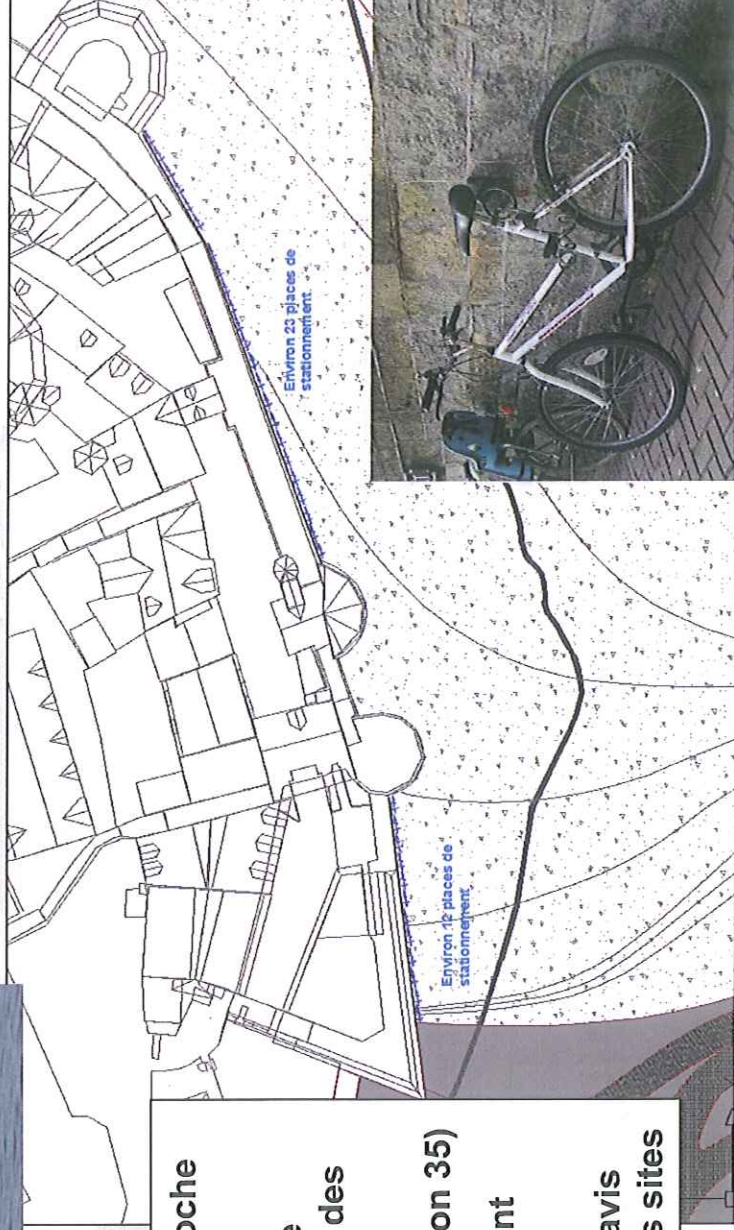 oche
e
des
on 35)
nt
avis
s sites
Environ 12 places de
stationnement
Environ 23 places de
stationnement